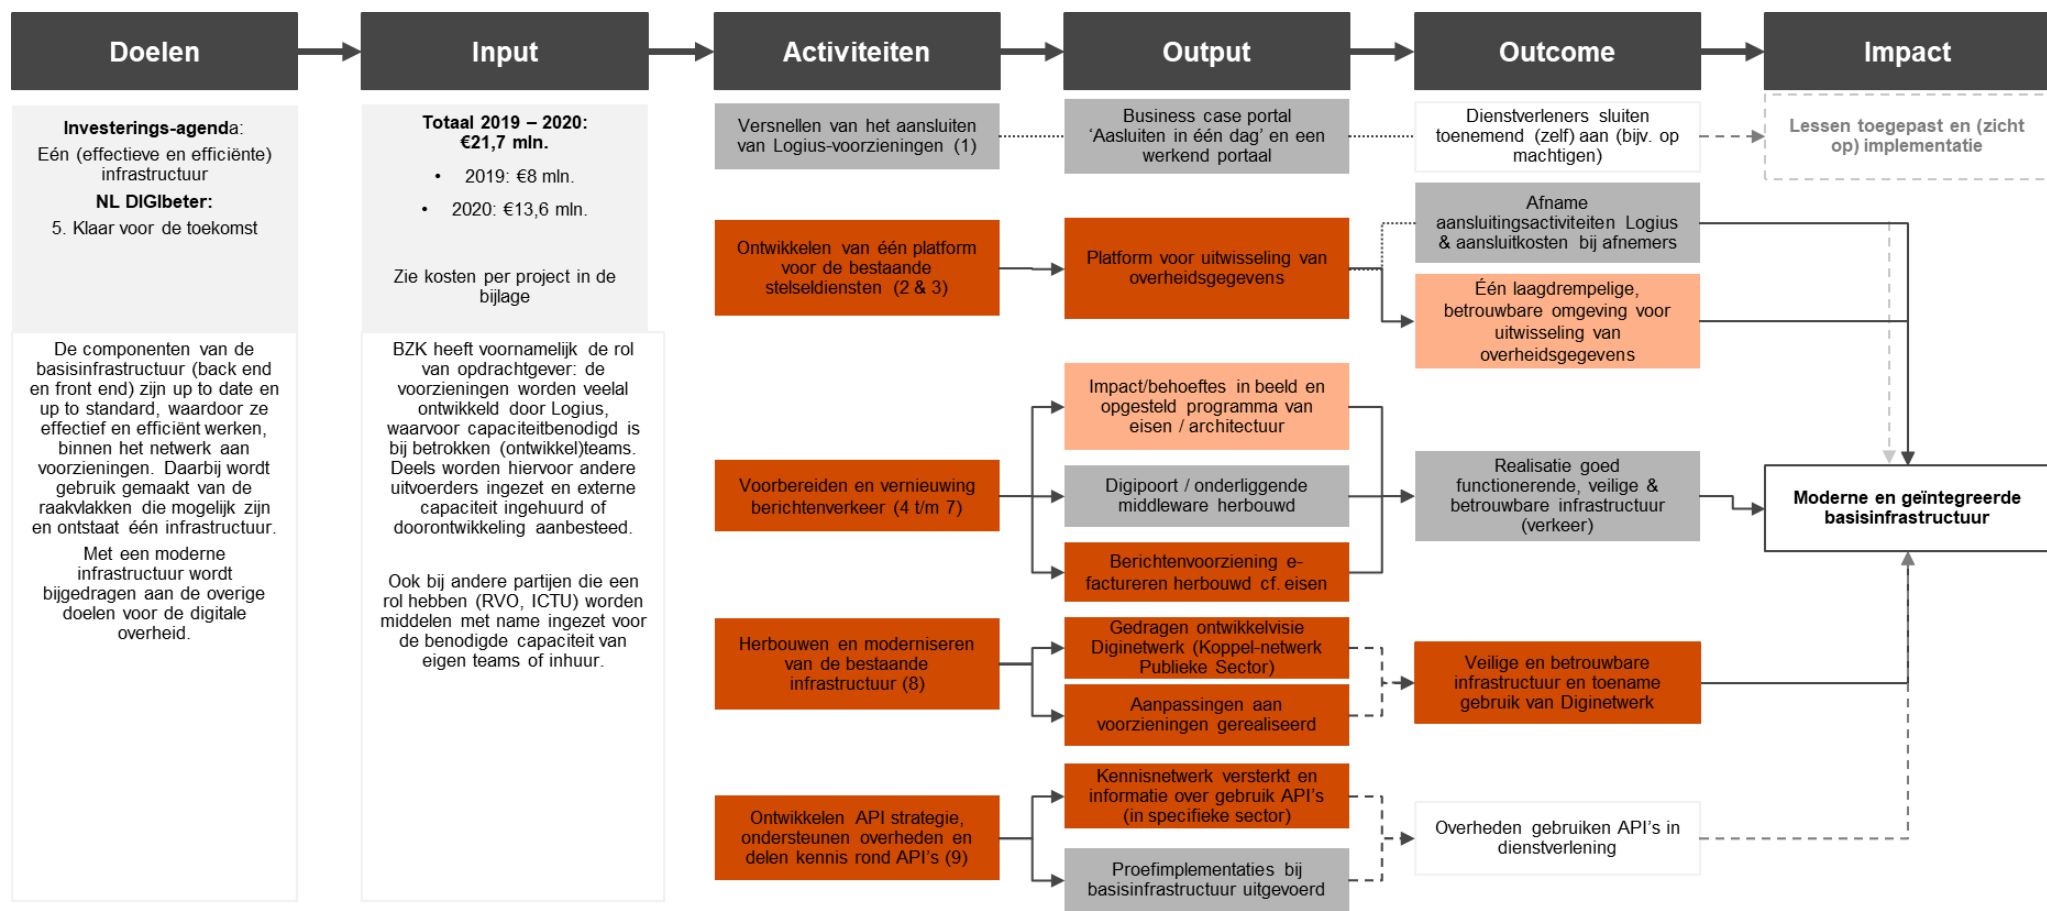 Doelen
Input
Activiteiten
Output
Outcome
Impact
Investerings-agenda:
Eén (effectieve en efficiënte)
infrastructuur
NL DIGIbeter:
5. Klaar voor de toekomst
De componenten van de
basisinfrastructuur (back end
en front end) zijn up to date en
up to standard, waardoor ze
effectief en efficiënt werken,
binnen het netwerk aan
voorzieningen. Daarbij wordt
gebruik gemaakt van de
raakvlakken die mogelijk zijn
en ontstaat één infrastructuur.
Met een moderne
infrastructuur wordt
bijgedragen aan de overige
doelen voor de digitale
overheid.
Totaal 2019 – 2020:
€21,7 mln.
• 2019: €8 mln.
• 2020: €13,6 mln.
Zie kosten per project in de
bijlage
BZK heeft voornamelijk de rol
van opdrachtgever: de
voorzieningen worden veelal
ontwikkeld door Logius,
waarvoor capaciteitbenodigd is
bij betrokken (ontwikkel)teams.
Deels worden hiervoor andere
uitvoerders ingezet en externe
capaciteit ingehuurd of
doorontwikkeling aanbesteed.
Ook bij andere partijen die een
rol hebben (RVO, ICTU) worden
middelen met name ingezet voor
de benodigde capaciteit van
eigen teams of inhuur.
Versnellen van het aansluiten
van Logius-voorzieningen (1)
Ontwikkelen van één platform
voor de bestaande
stelseldiensten (2 & 3)
Voorbereiden en vernieuwing
berichtenverkeer (4 t/m 7)
Herbouwen en moderniseren
van de bestaande
infrastructuur (8)
Ontwikkelen API strategie,
ondersteunen overheden en
delen kennis rond API's (9)
Business case portal
‘Aasluiten in één dag’ en een
werkend portaal
Platform voor uitwisseling van
overheidsgegevens
Impact/behoeftes in beeld en
opgesteld programma van
eisen / architectuur
Digipoort / onderliggende
middleware herbouwd
Berichtenvoorziening e-
factureren herbouwd cf. eisen
Gedragen ontwikkelvisie
Diginetwerk (Koppel-netwerk
Publieke Sector)
Aanpassingen aan
voorzieningen gerealiseerd
Kennisnetwerk versterkt en
informatie over gebruik API’s
(in specifieke sector)
Proefimplementaties bij
basisinfrastructuur uitgevoerd
Dienstverleners sluiten
toenemend (zelf) aan (bijv. op
machtigen)
Afname
aansluitingsactiviteiten Logius
& aansluitkosten bij afnemers
Één laagdrempelige,
betrouwbare omgeving voor
uitwisseling van
overheidsgegevens
Realisatie goed
functionerende, veilige &
betrouwbare infrastructuur
(verkeer)
Veilige en betrouwbare
infrastructuur en toename
gebruik van Diginetwerk
Overheden gebruiken API’s in
dienstverlening
Lessen toegepast en (zicht
op) implementatie
Moderne en geïntegreerde
basisinfrastructuur